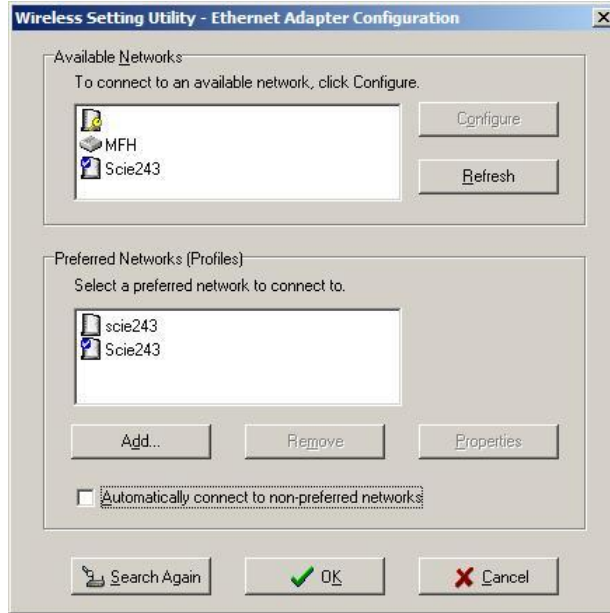 Wireless Setting Utility - Ethernet Adapter Configuration
Available Networks
To connect to an available network, click Configure.
MFH
Scie243
Configure
Refresh
Preferred Networks (Profiles)
Select a preferred network to connect to.
scie243
Scie243
Add...
Remove
Properties
Automatically connect to non-preferred networks
Search Again
OK
Cancel